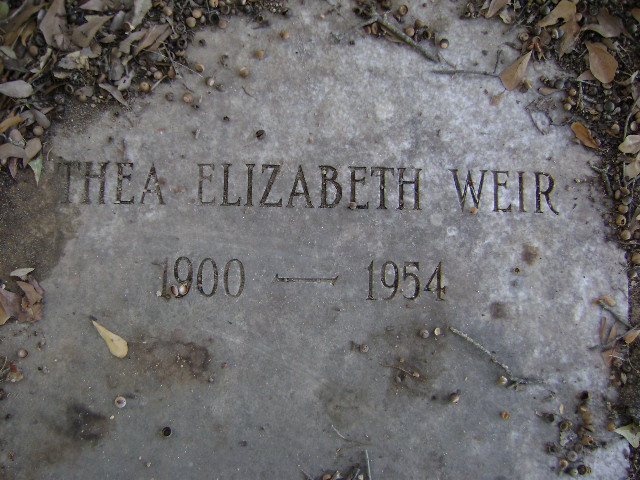 THEA ELIZABETH WEIR
1900 — 1954